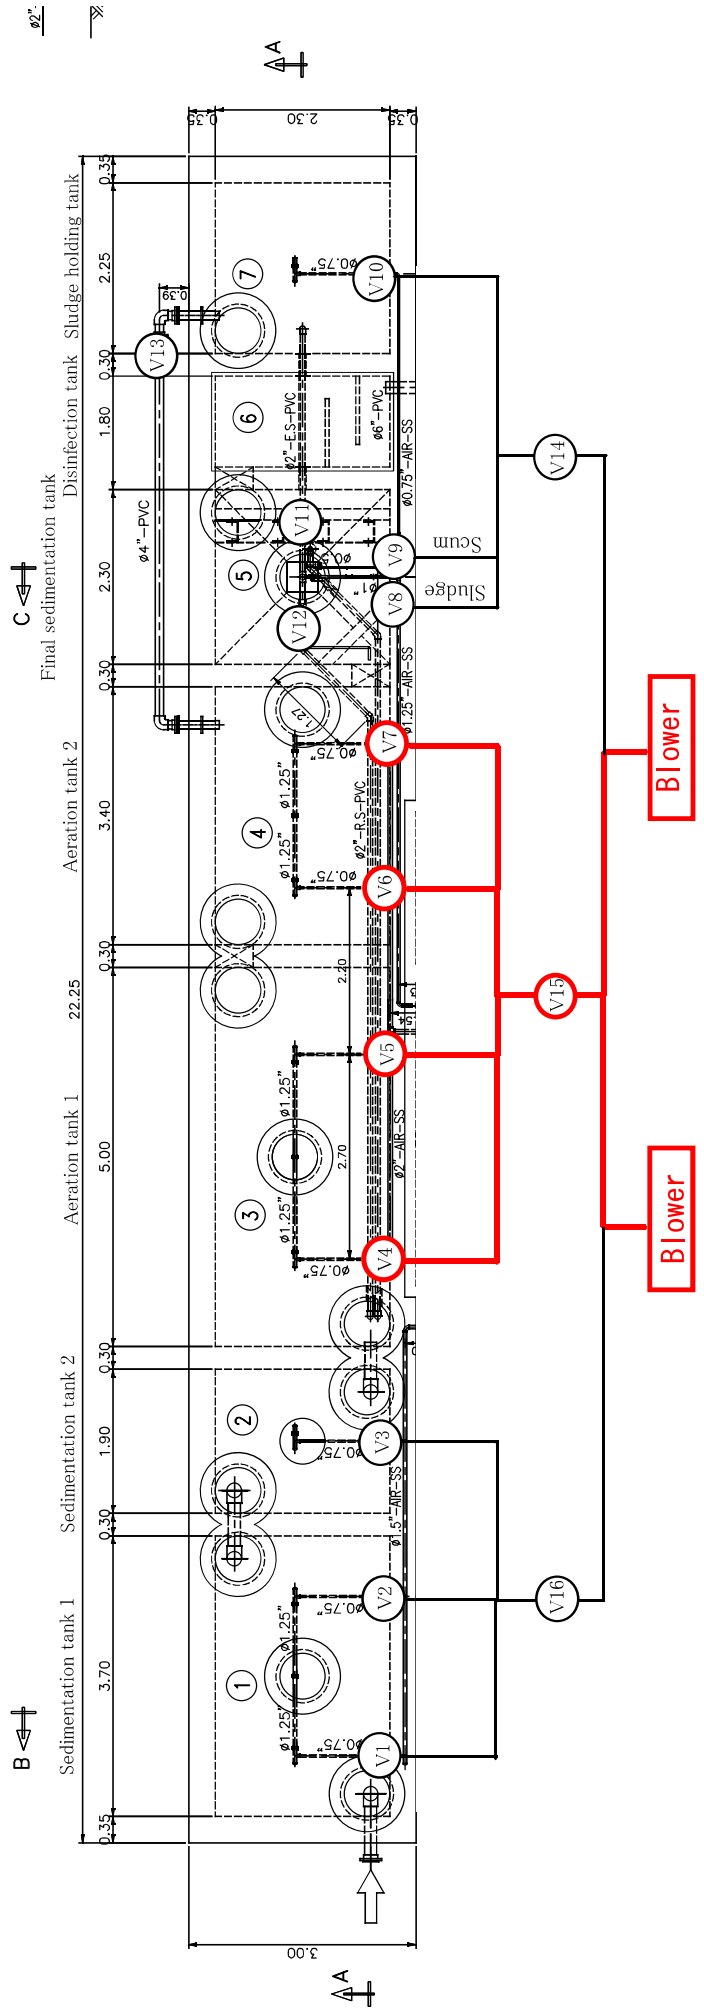 ø2"-
A
0.35
2.30
0.35
0.35
Sludge holding tank
2.25
7
ø0.75"
V10
0.39
V13
0.30
Disinfection tank
1.80
6
ø2"-E.S-PVC
ø6"-PVC
ø0.75"-AIR-SS
V14
ø4"-PVC
Final sedimentation tank
C
2.30
5
V11
V9
Scum
ø1"
V8
Sludge
V12
0.30
1.27
ø1.25"-AIR-SS
Blower
Aeration tank 2
3.40
4
ø0.75"
V7
ø1.25"
ø1.25"
ø2"-R.S-PVC
ø0.75"
V6
0.30
2.20
22.25
V15
54
V5
Aeration tank 1
5.00
3
ø1.25"
ø1.25"
2.70
ø2"-AIR-SS
ø0.75"
V4
Blower
0.30
Sedimentation tank 2
1.90
2
ø0.75"
V3
ø1.5"-AIR-SS
0.30
Sedimentation tank 1
3.70
1
ø1.25"
ø1.25"
ø0.75"
V2
V16
ø0.75"
V1
B
0.35
3.00
A